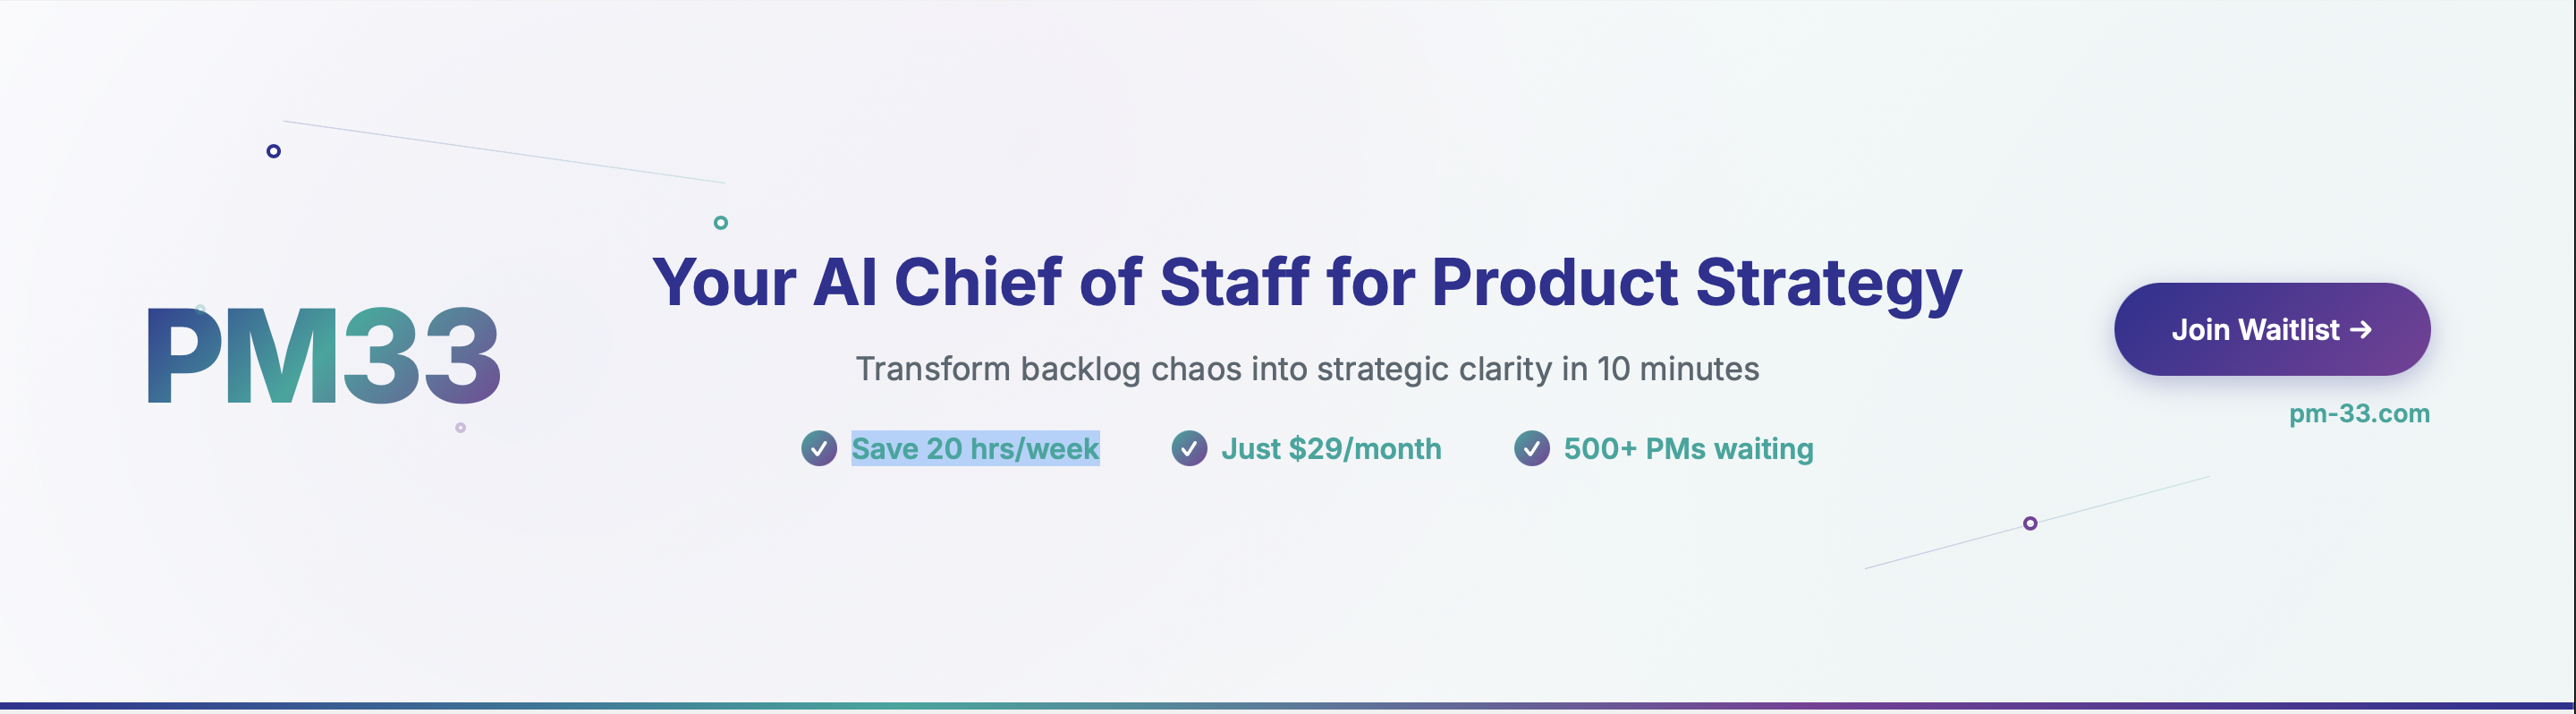 PM33
Your AI Chief of Staff for Product Strategy
Transform backlog chaos into strategic clarity in 10 minutes
Save 20 hrs/week
Just $29/month
500+ PMs waiting
Join Waitlist →
pm-33.com